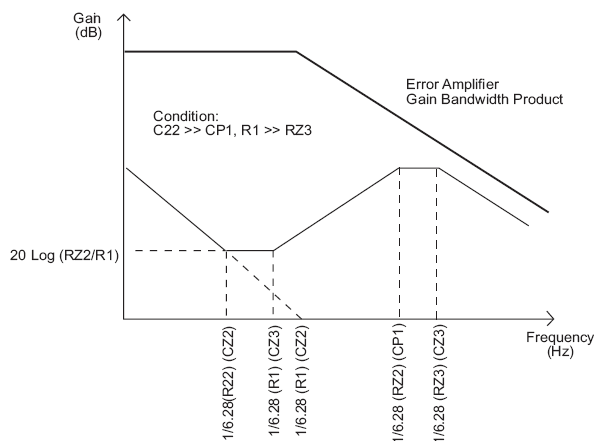 Gain
(dB)
Error Amplifier
Gain Bandwidth Product
Condition:
C22 >> CP1, R1 >> RZ3
20 Log (RZ2/R1)
Frequency
(Hz)
1/6.28(R22) (CZ2)
1/6.28 (R1) (CZ3)
1/6.28 (R1) (CZ2)
1/6.28 (RZ2) (CP1)
1/6.28 (RZ3) (CZ3)